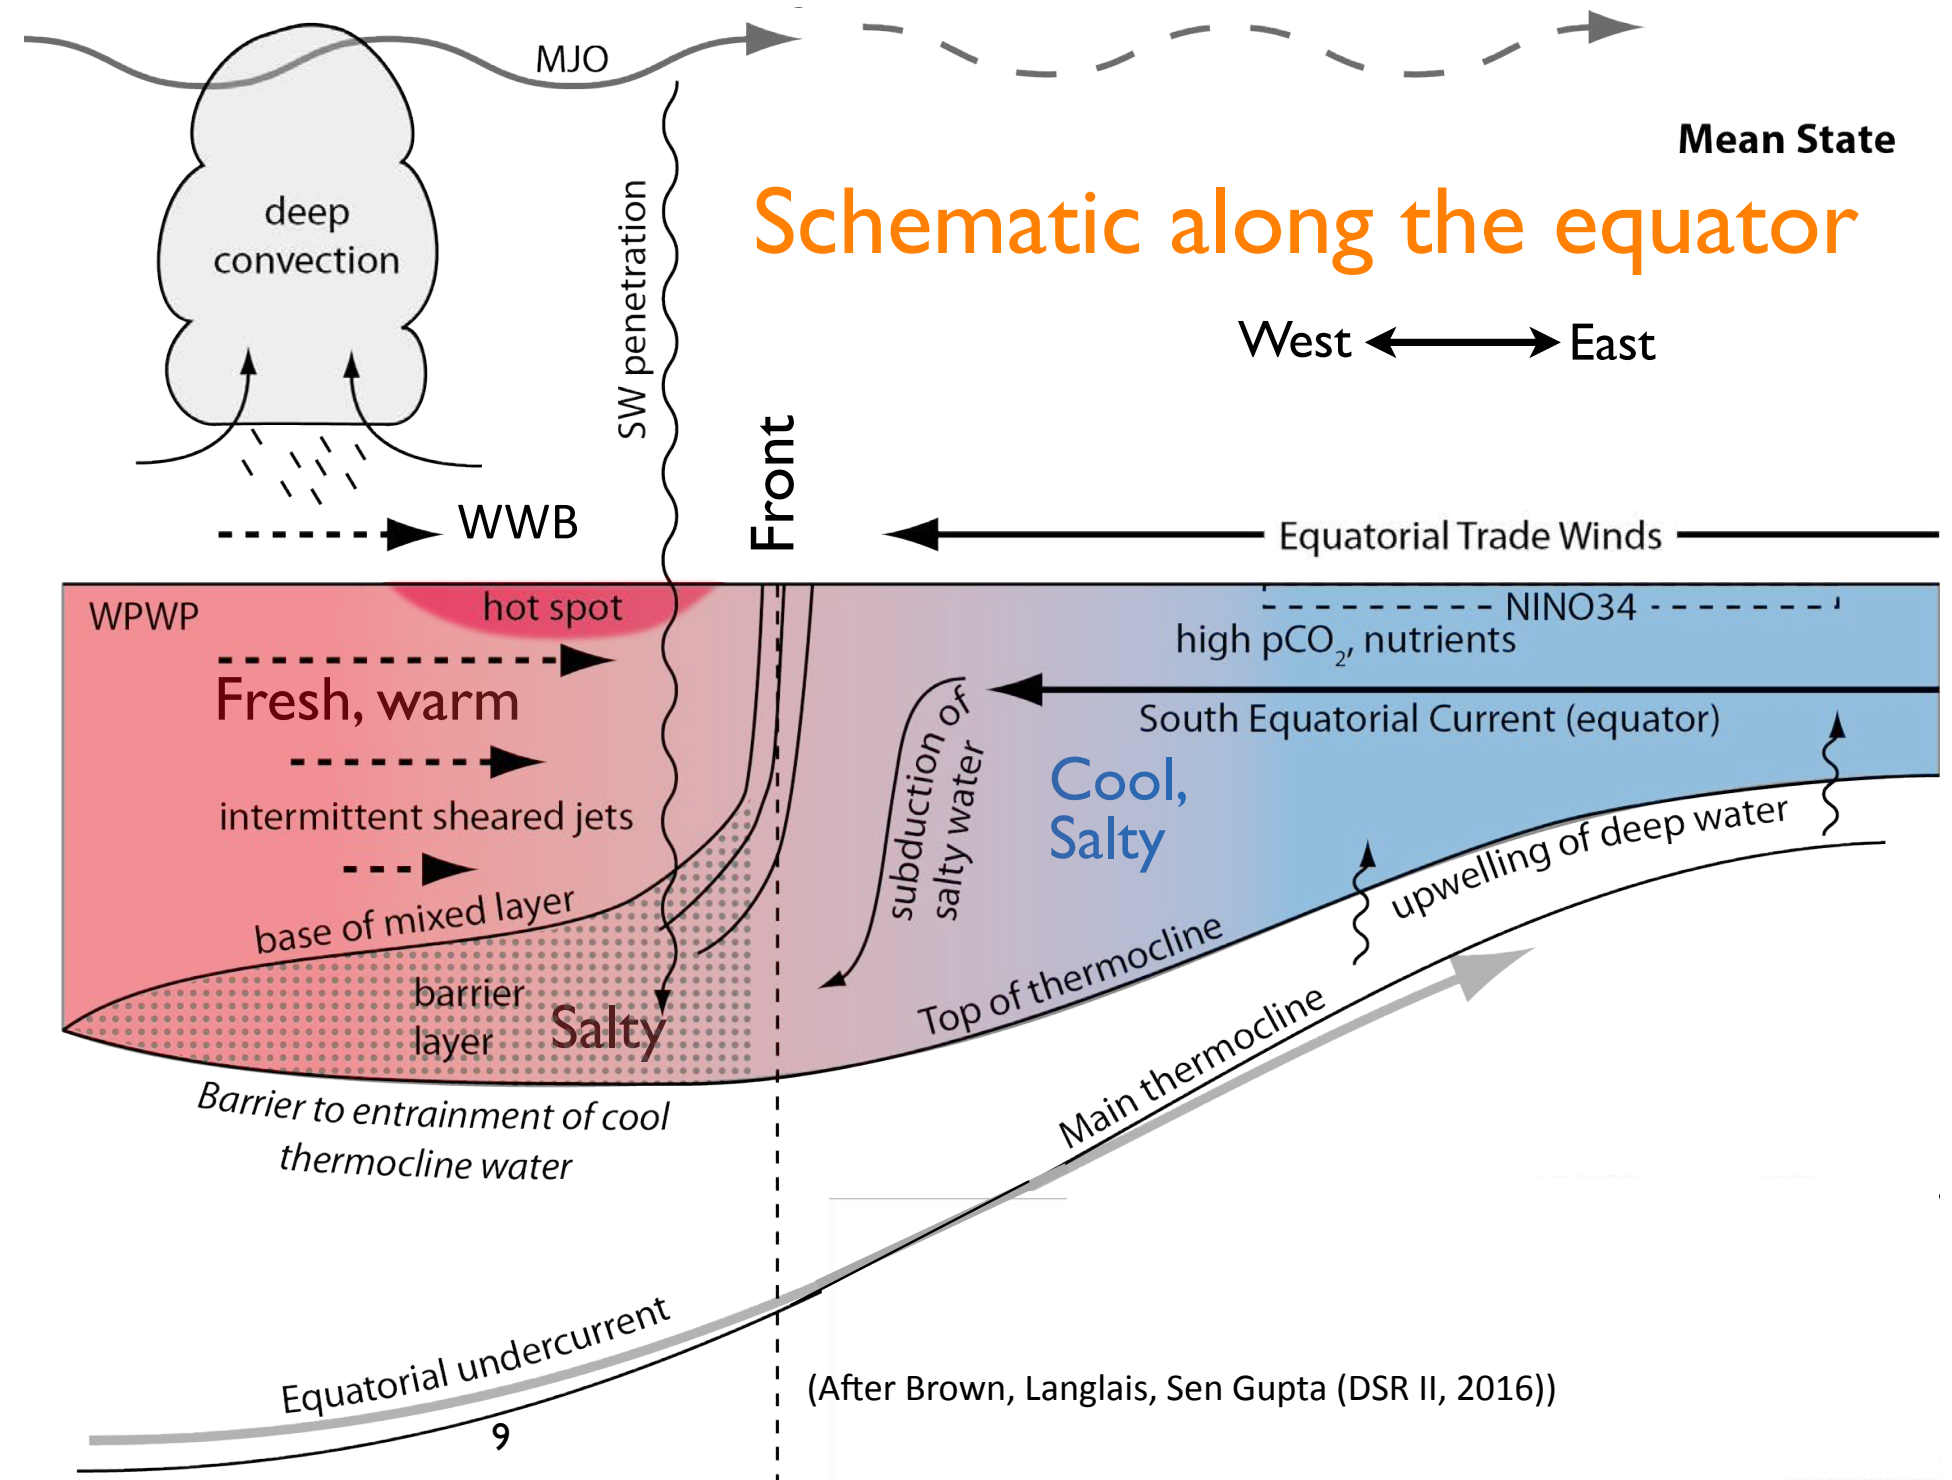 MJO
Mean State
deep
convection
SW penetration
Schematic along the equator
West
East
Front
WWB
Equatorial Trade Winds
WPWP
hot spot
NINO34
high pCO₂, nutrients
Fresh, warm
South Equatorial Current (equator)
subduction of
salty water
Cool,
Salty
intermittent sheared jets
upwelling of deep water
base of mixed layer
barrier
layer
Salty
Top of thermocline
Main thermocline
Barrier to entrainment of cool
thermocline water
Equatorial undercurrent
(After Brown, Langlais, Sen Gupta (DSR II, 2016))
9